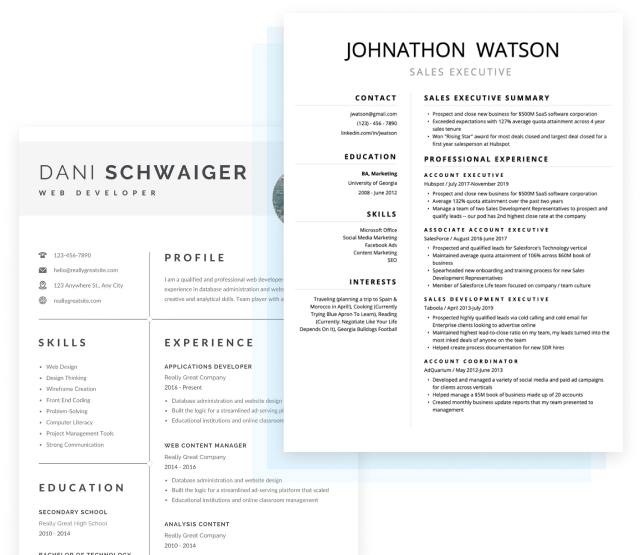 JOHNATHON WATSON
SALES EXECUTIVE
CONTACT
jwatson@gmail.com
(123) - 456 - 7890
linkedin.com/in/jwatson
EDUCATION
BA, Marketing
University of Georgia
2008 - June 2012
SKILLS
Microsoft Office
Social Media Marketing
Facebook Ads
Content Marketing
SEO
INTERESTS
Traveling (planning a trip to Spain &
Morocco in April!), Cooking (Currently
Trying Blue Apron To Learn), Reading
(Currently: Negotiate Like Your Life
Depends On It), Georgia Bulldogs Football
SALES EXECUTIVE SUMMARY
• Prospect and close new business for $500M SaaS software corporation
• Exceeded expectations with 127% average quota attainment across 4 year
sales tenure
• Won "Rising Star" award for most deals closed and largest deal closed for a
first year salesperson at Hubspot
PROFESSIONAL EXPERIENCE
ACCOUNT EXECUTIVE
Hubspot / July 2017-November 2019
• Prospect and close new business for $500M SaaS software corporation
• Average 132% quota attainment over the past two years
• Manage a team of two Sales Development Representatives to prospect and
qualify leads -- our pod has 2nd highest close rate at the company
ASSOCIATE ACCOUNT EXECUTIVE
SalesForce / August 2016-June 2017
• Prospected and qualified leads for Salesforce's Technology vertical
• Maintained average quota attainment of 106% across $60M book of
business
• Spearheaded new onboarding and training process for new Sales
Development Representatives
• Member of Salesforce Life team focused on company / team culture
SALES DEVELOPMENT EXECUTIVE
Taboola / April 2013-July 2019
• Prospected highly qualified leads via cold calling and cold email for
Enterprise clients looking to advertise online
• Maintained highest lead-to-close ratio on my team, my leads turned into the
most inked deals of anyone on the team
• Helped create process documentation for new SDR hires
ACCOUNT COORDINATOR
AdQuarium / May 2012-June 2013
• Developed and managed a variety of social media and paid ad campaigns
for clients across verticals
• Helped manage a $5M book of business made up of 20 accounts
• Created monthly business update reports that my team presented to
management
DANI SCHWAIGER
WEB DEVELOPER
123-456-7890
hello@reallygreatsite.com
123 Anywhere St., Any City
reallygreatsite.com
SKILLS
• Web Design
• Design Thinking
• Wireframe Creation
• Front End Coding
• Problem-Solving
• Computer Literacy
• Project Management Tools
• Strong Communication
EDUCATION
SECONDARY SCHOOL
Really Great High School
2010 - 2014
BACHELOR OF TECHNOLOGY
PROFILE
I am a qualified and professional web developer
experience in database administration and
creative and analytical skills. Team player with
EXPERIENCE
APPLICATIONS DEVELOPER
Really Great Company
2016 - Present
• Database administration and website design
• Built the logic for a streamlined ad-serving
• Educational institutions and online classroom
WEB CONTENT MANAGER
Really Great Company
2014 - 2016
• Database administration and website design
• Built the logic for a streamlined ad-serving platform that scaled
• Educational institutions and online classroom management
ANALYSIS CONTENT
Really Great Company
2010 - 2014